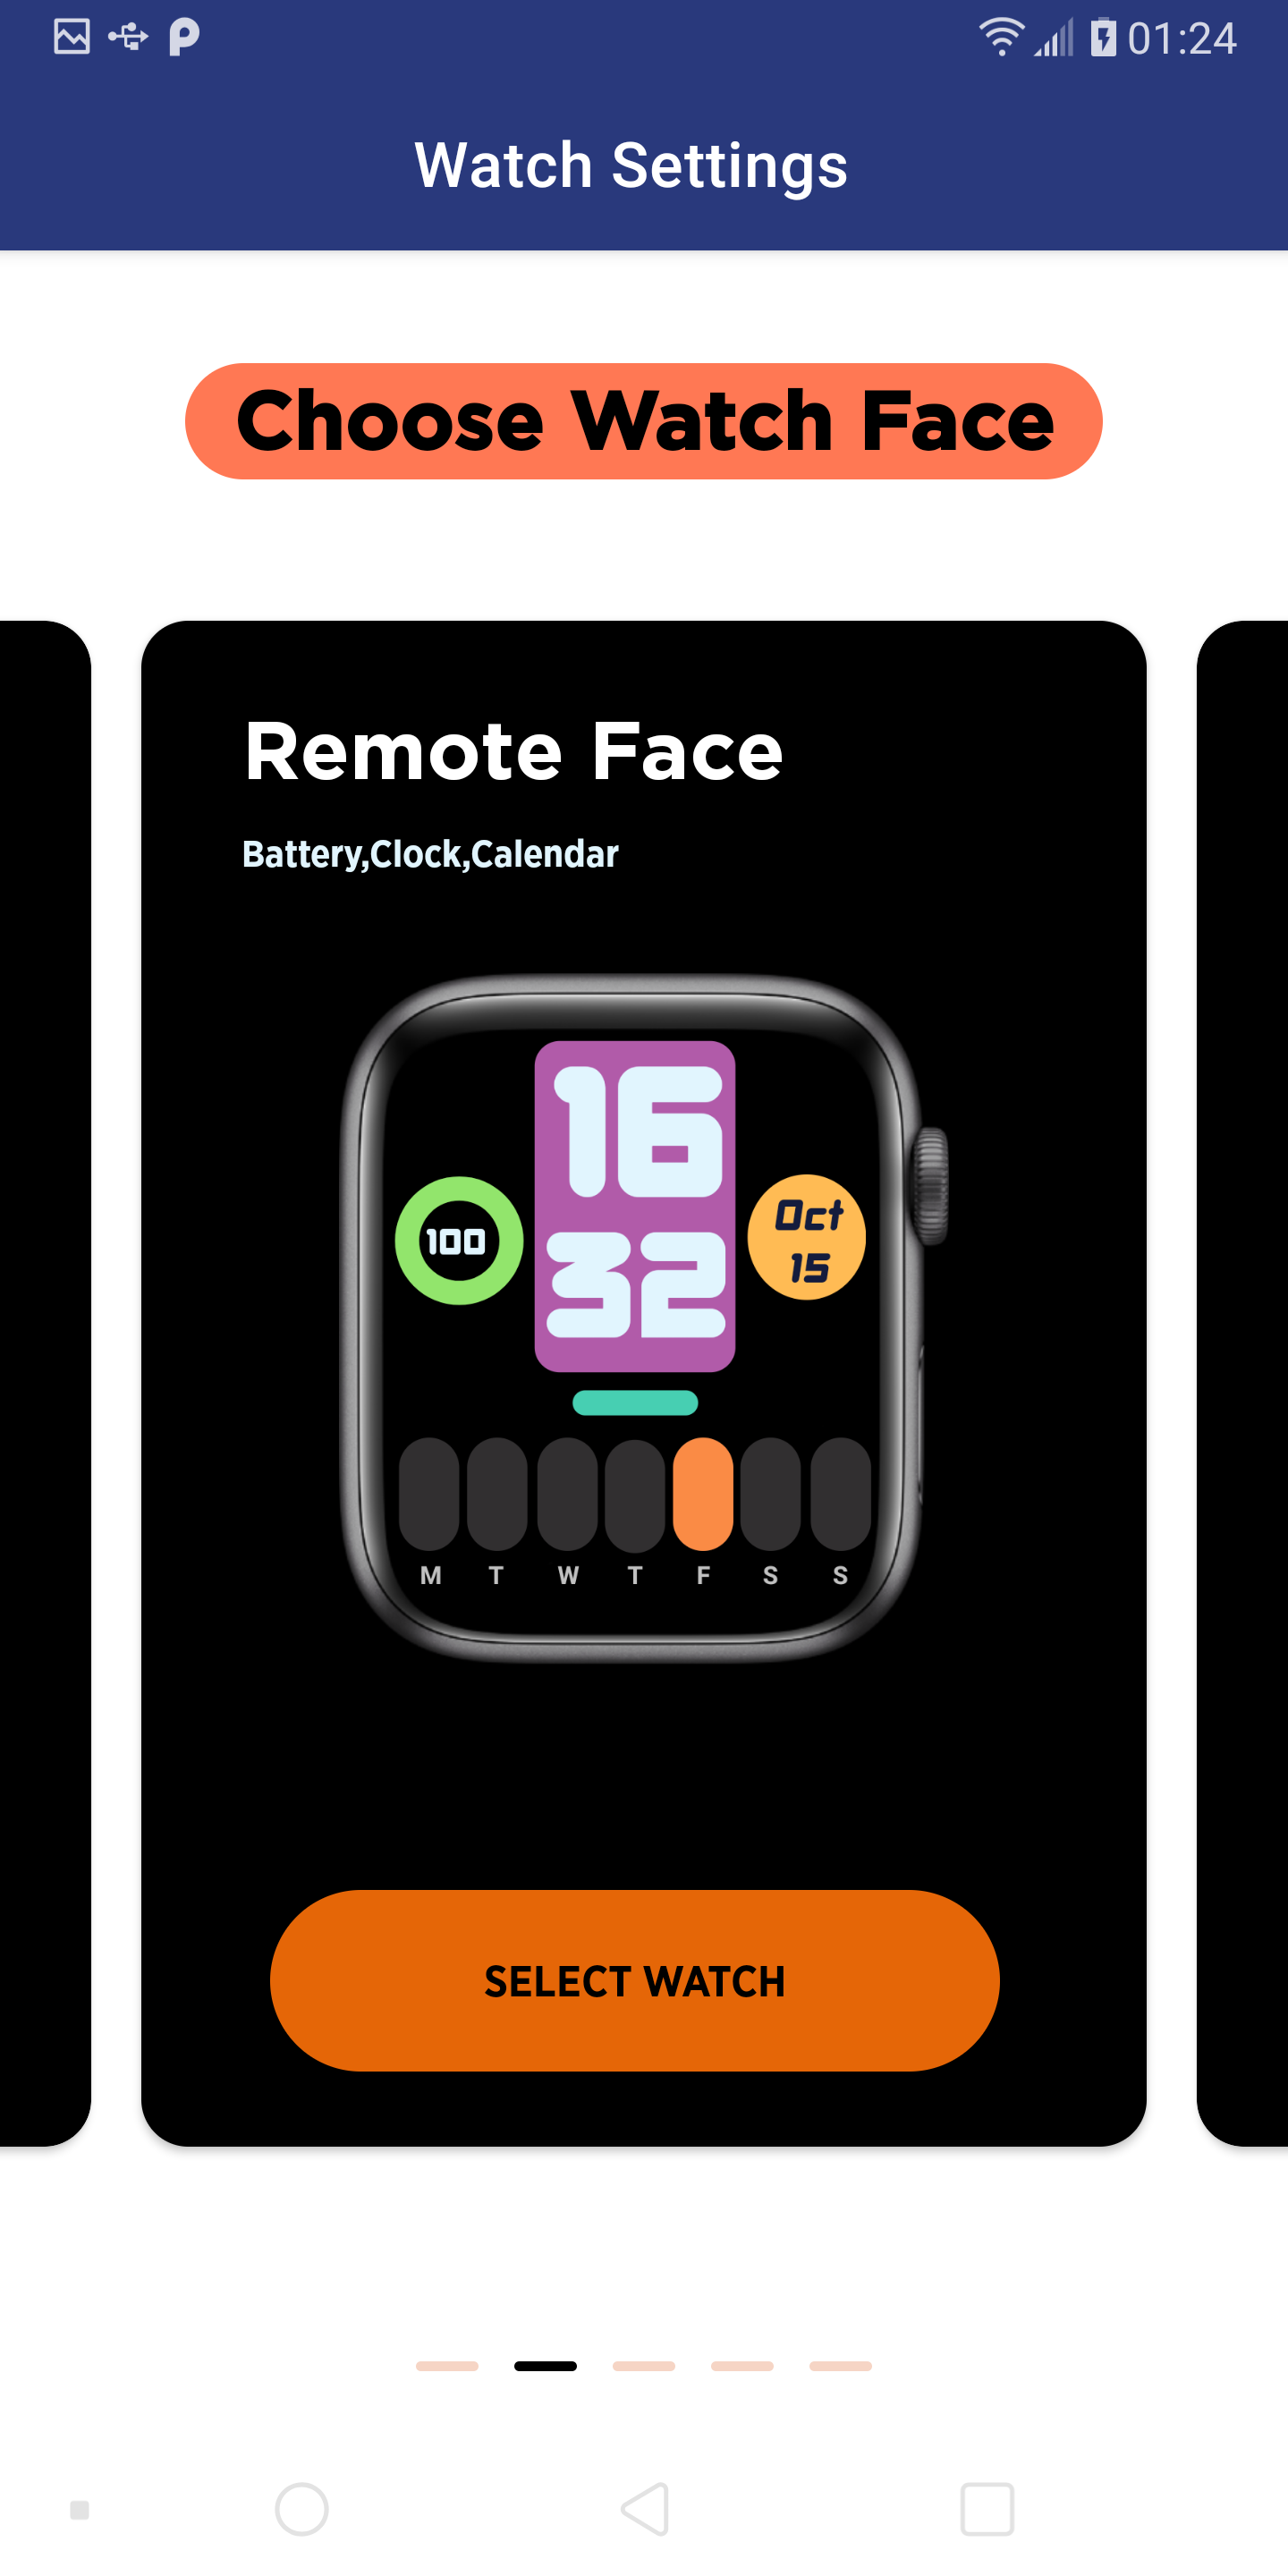 01:24
Watch Settings
Choose Watch Face
Remote Face
Battery,Clock,Calendar
16
32
100
Oct
15
M T W T F S S
SELECT WATCH